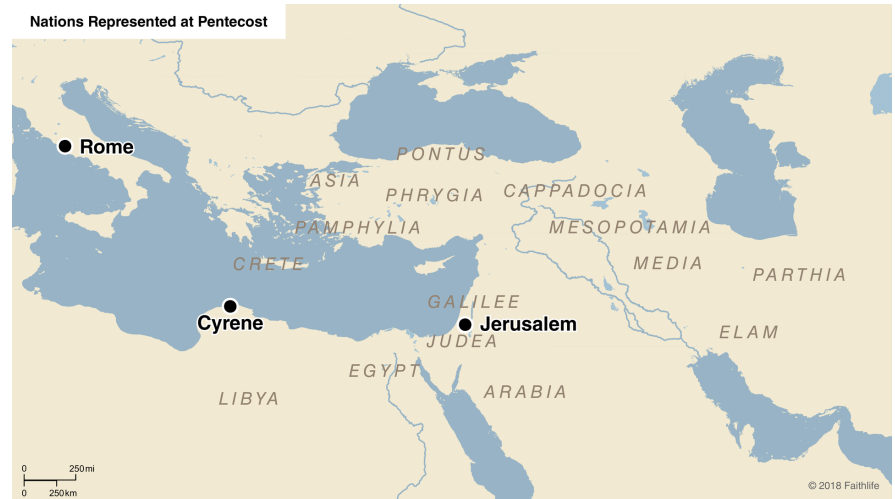 Nations Represented at Pentecost
Rome
PONTUS
ASIA
PHRYGIA
CAPPADOCIA
PAMPHYLIA
MESOPOTAMIA
CRETE
MEDIA
PARTHIA
GALILEE
Cyrene
Jerusalem
JUDEA
ELAM
EGYPT
LIBYA
ARABIA
0 250 mi
0 250 km
© 2018 Faithlife